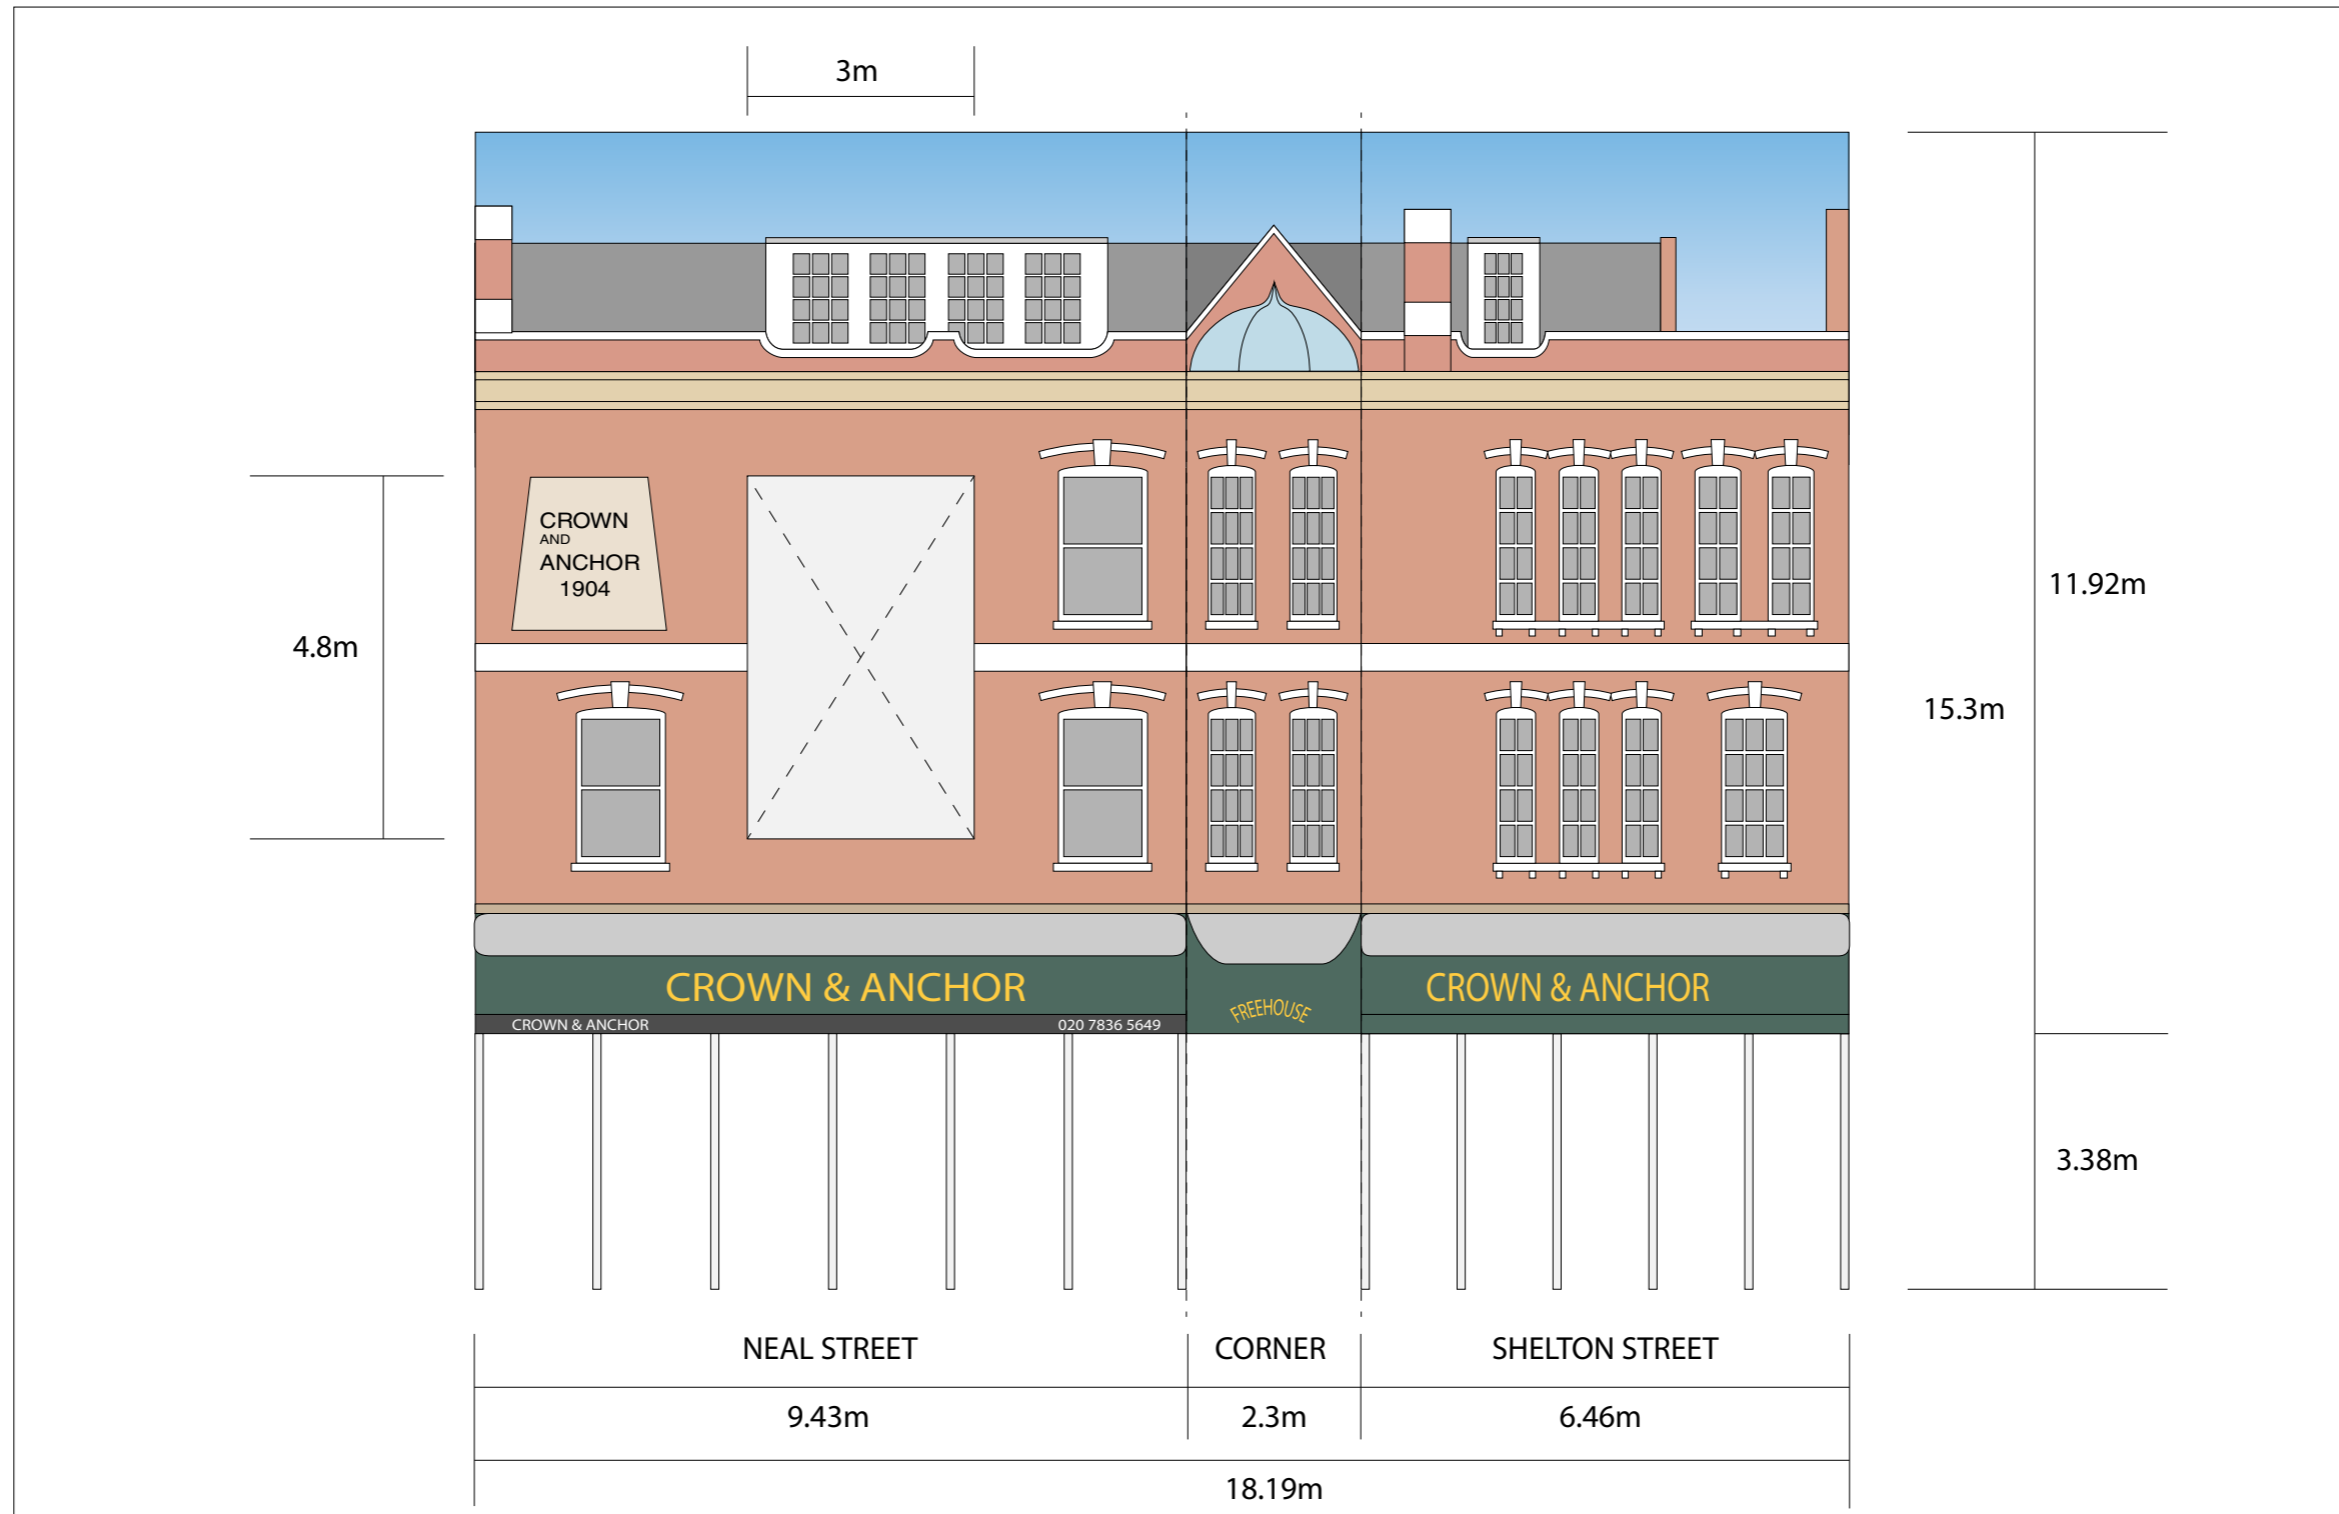 3m
CROWN
AND
ANCHOR
1904
4.8m
11.92m
15.3m
CROWN & ANCHOR
CROWN & ANCHOR
FREEHOUSE
CROWN & ANCHOR
020 7836 5649
3.38m
NEAL STREET
CORNER
SHELTON STREET
9.43m
2.3m
6.46m
18.19m